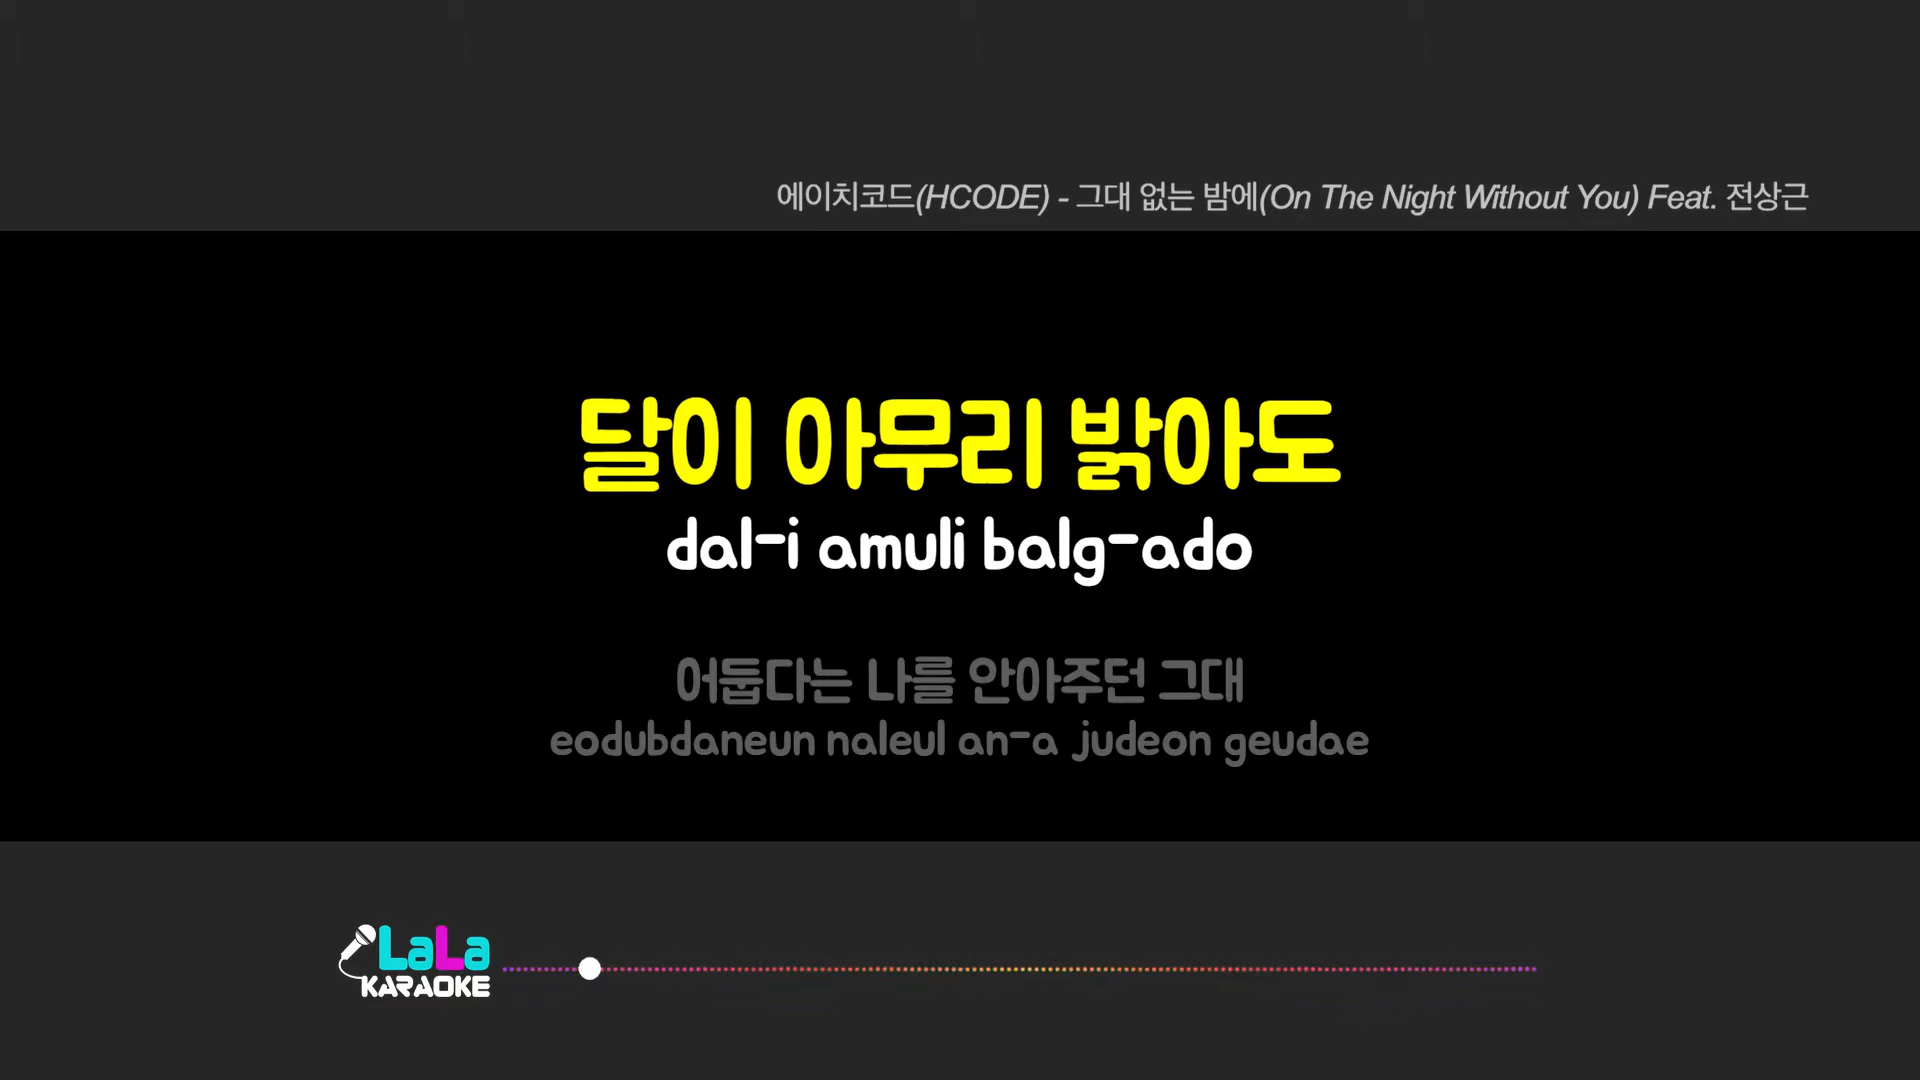 에이치코드(HCODE) - 그대 없는 밤에(On The Night Without You) Feat. 전상근
달이 아무리 밝아도
dal-i amuli balg-ado
어둡다는 나를 안아주던 그대
eodubdaneun naleul an-a judeon geudae
LaLa
KARAOKE